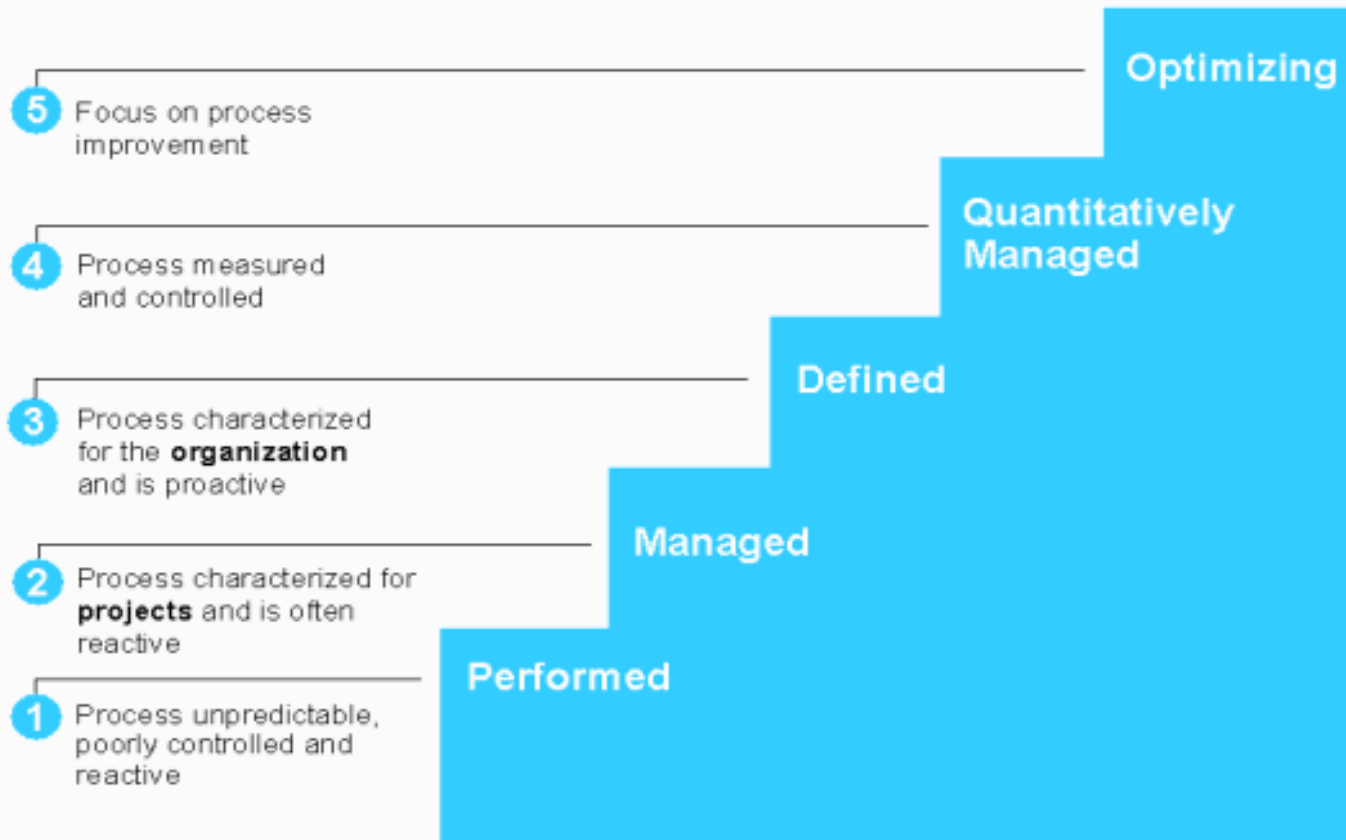 Optimizing
5
Focus on process
improvement
Quantitatively
Managed
4
Process measured
and controlled
Defined
3
Process characterized
for the organization
and is proactive
Managed
2
Process characterized for
projects and is often
reactive
Performed
1
Process unpredictable,
poorly controlled and
reactive